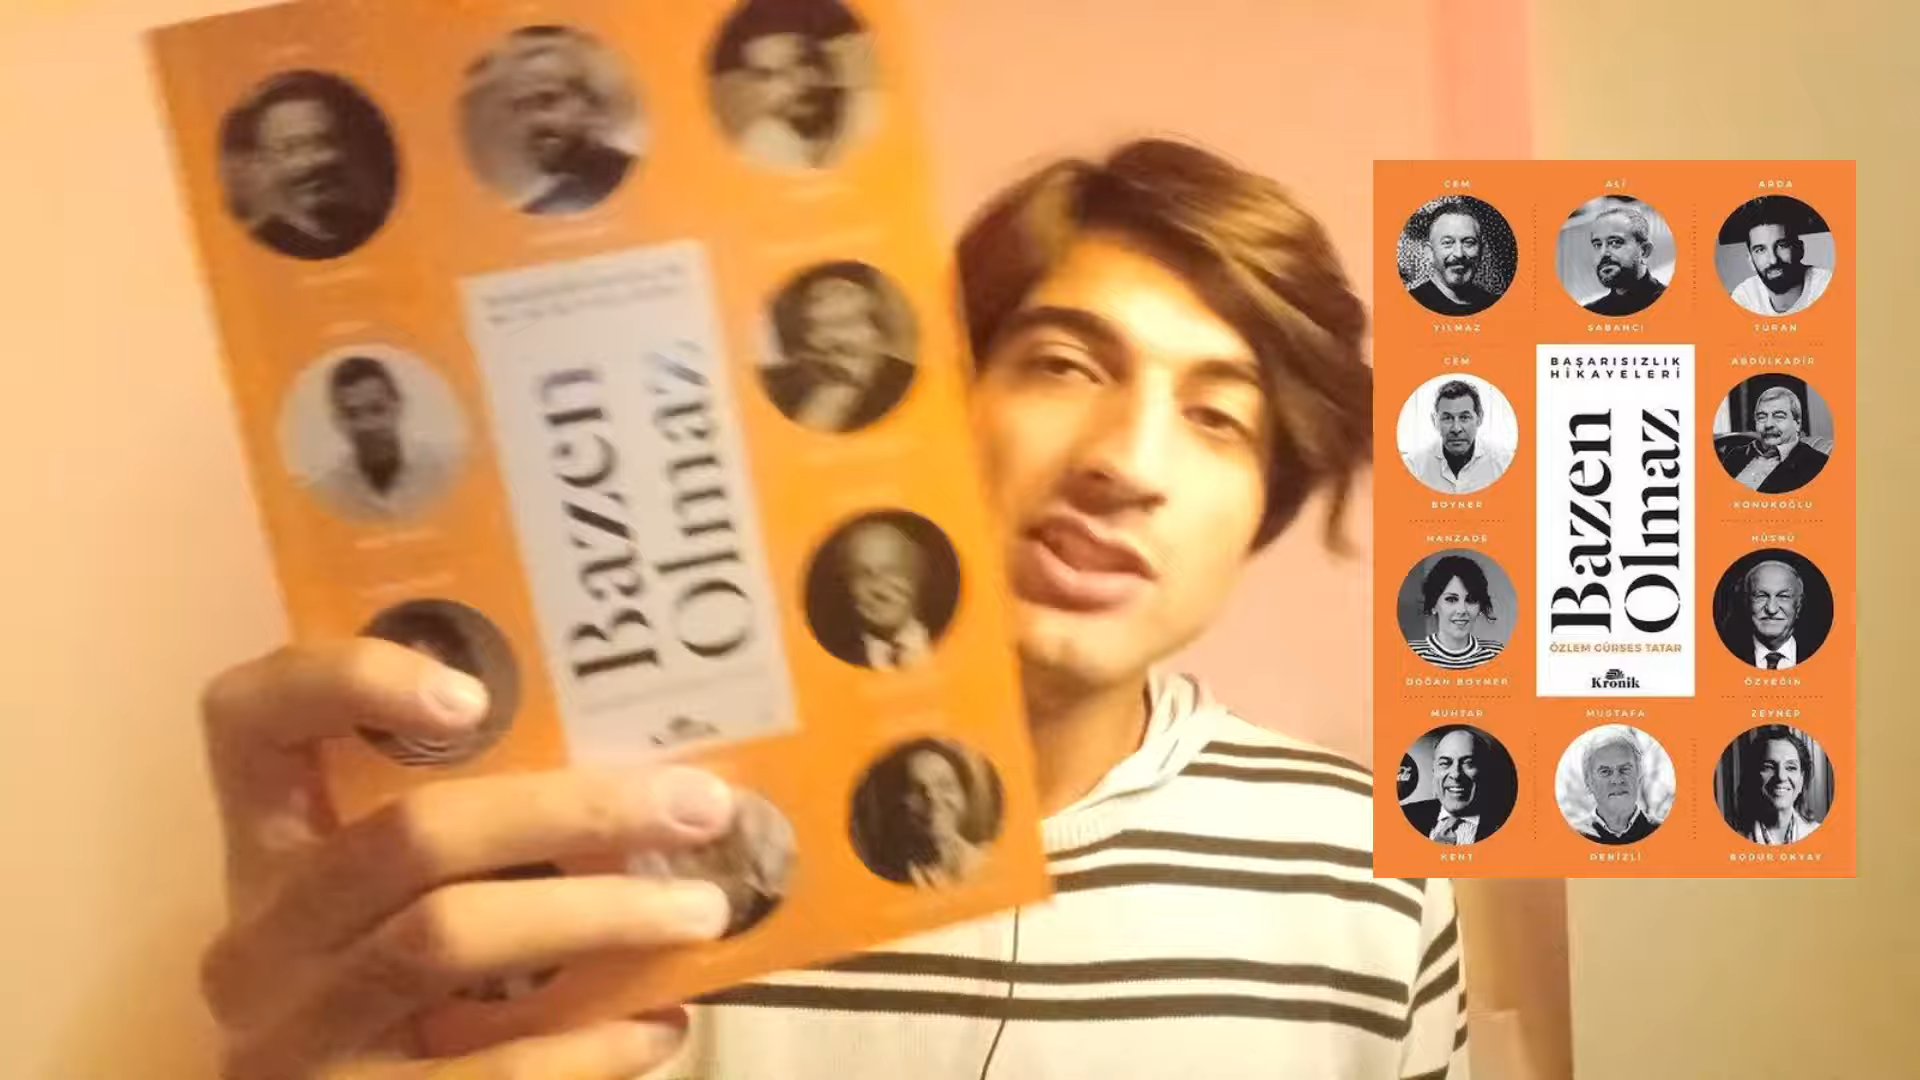 Bazen
Olmaz
CEM
YILMAZ
ALİ
SABANCI
ARDA
TURAN
CEM
BOYNER
BAŞARISIZLIK
HİKAYELERİ
Bazen
Olmaz
ÖZLEM GÜRSES TATAR
Kronik
ABDÜLKADİR
KONUKOĞLU
HANZADE
DOĞAN BOYNER
HÜSNÜ
ÖZYEĞİN
MUHTAR
KENT
MUSTAFA
DENİZLİ
ZEYNEP
BODUR OKYAY